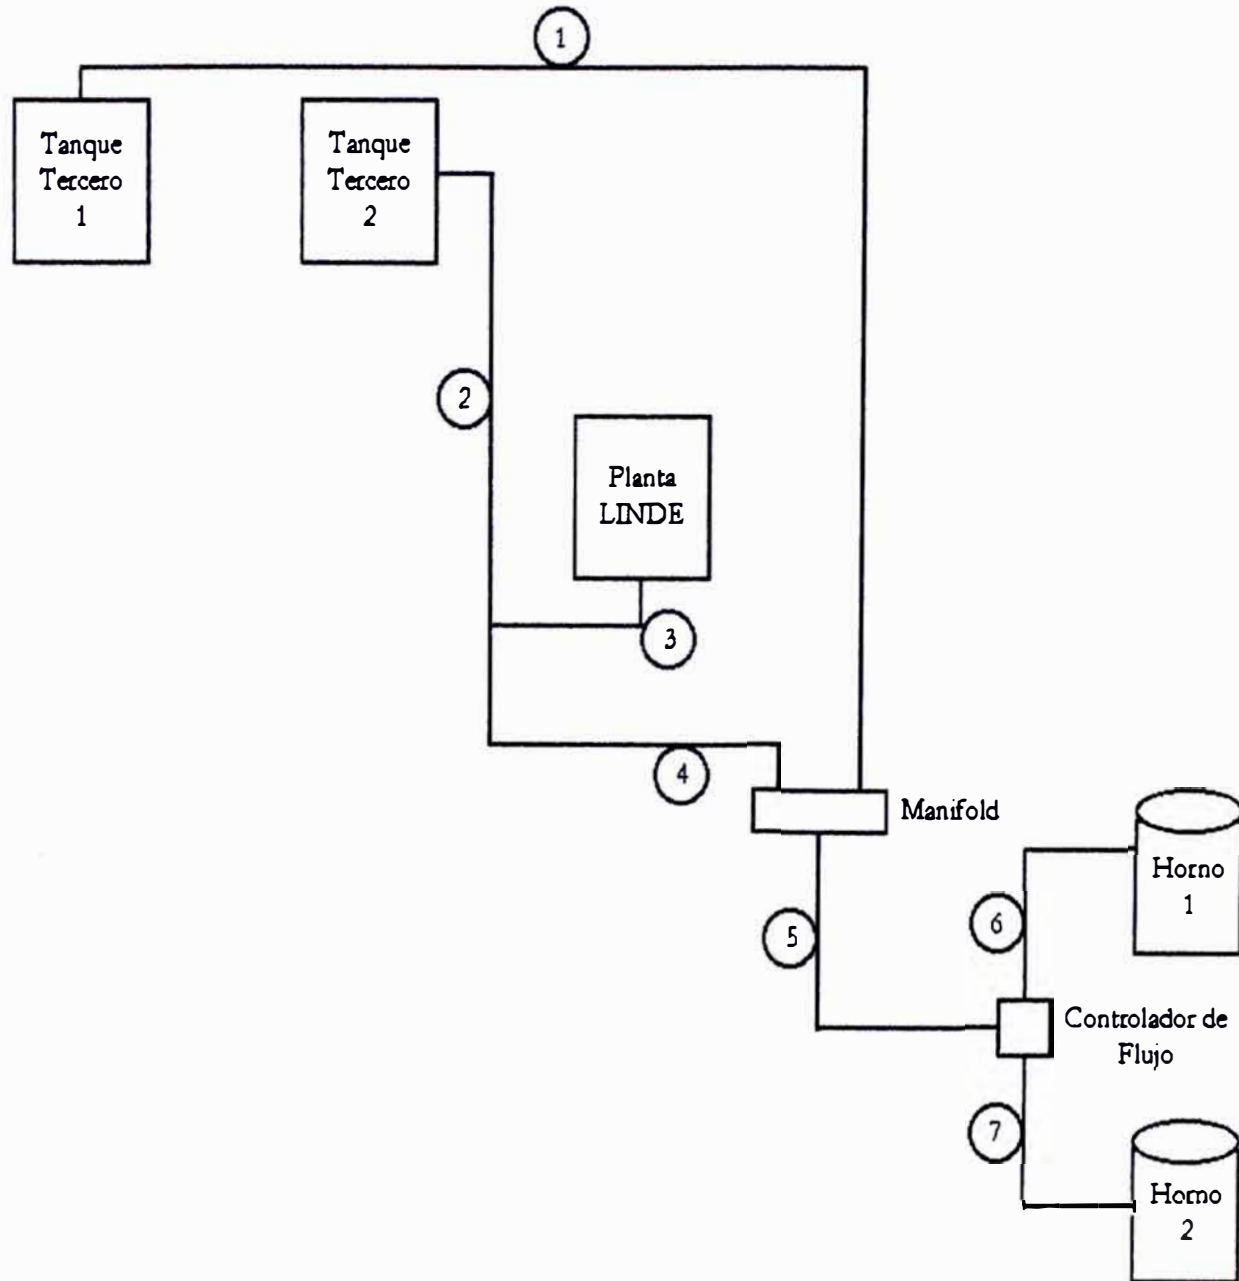 1
Tanque
Tercero
1
Tanque
Tercero
2
2
Planta
LINDE
3
4
Manifold
5
6
Horno
1
Controlador de
Flujo
7
Horno
2